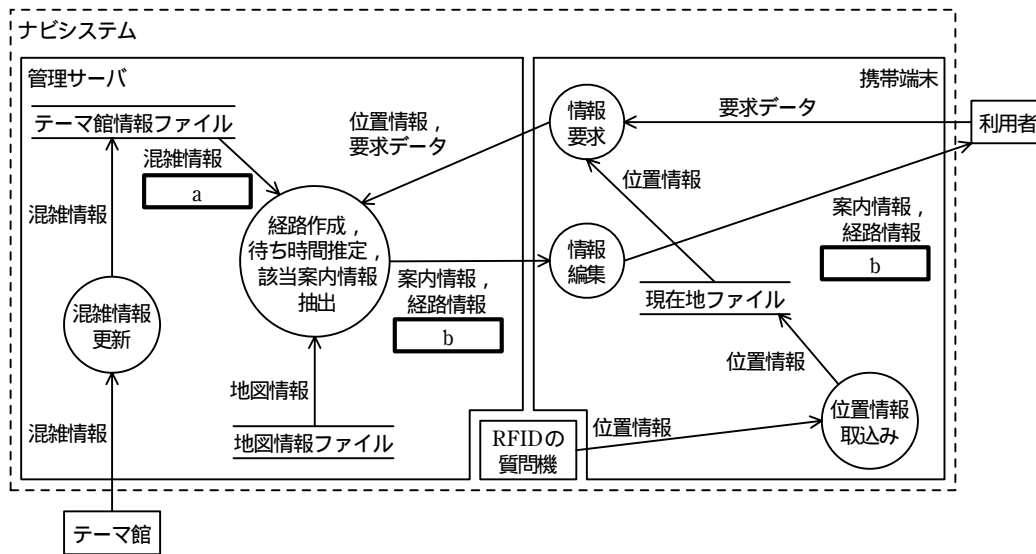 ナビシステム
管理サーバ
携帯端末
テーマ館情報ファイル
混雑情報
a
位置情報，
要求データ
情報
要求
要求データ
利用者
位置情報
混雑情報
経路作成，
待ち時間推定，
該当案内情報
抽出
案内情報，
経路情報
b
情報
編集
案内情報，
経路情報
b
現在地ファイル
混雑情報
更新
位置情報
地図情報
混雑情報
地図情報ファイル
RFIDの
質問機
位置情報
位置情報
取込み
テーマ館